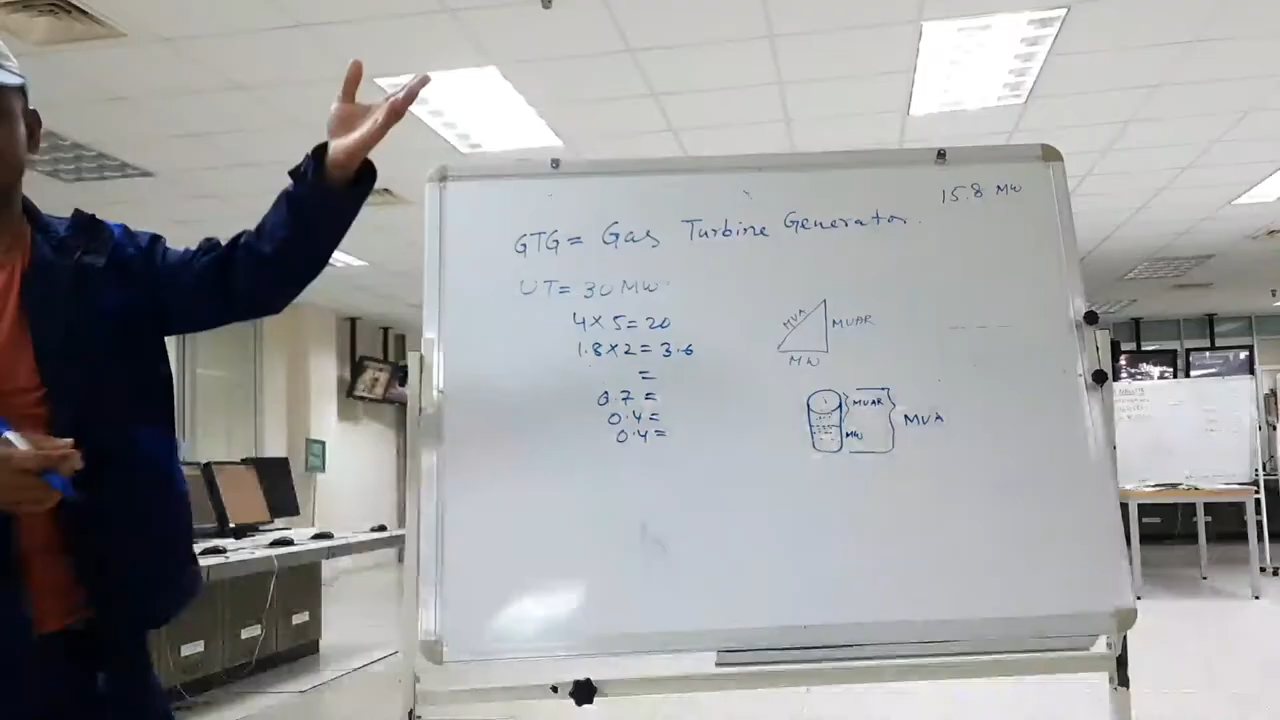 15.8 MW
GTG = Gas Turbine Generator.
UT = 30 MW
4 X 5 = 20
1.8 X 2 = 3.6
=
0.7 =
0.4 =
0.4 =
MVA
MVAR
MW
MVAR
MW
MVA